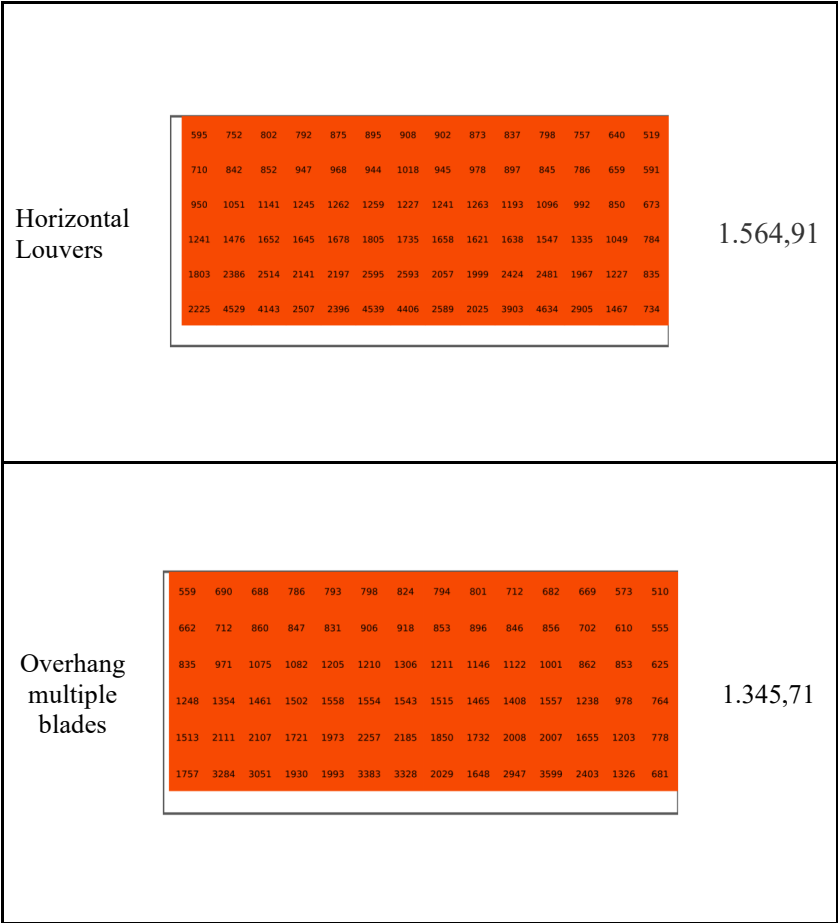 595 752 802 792 875 895 908 902 873 837 798 757 640 519
710 842 852 947 968 944 1018 945 978 897 845 786 659 591
950 1051 1141 1245 1262 1259 1227 1241 1263 1193 1096 992 850 673
Horizontal
Louvers
1241 1476 1652 1645 1678 1805 1735 1658 1621 1638 1547 1335 1049 784
1.564,91
1803 2386 2514 2141 2197 2595 2593 2057 1999 2424 2481 1967 1227 835
2225 4529 4143 2507 2396 4539 4406 2589 2025 3903 4634 2905 1467 734
559 690 688 786 793 798 824 794 801 712 682 669 573 510
662 712 860 847 831 906 918 853 896 846 856 702 610 555
835 971 1075 1082 1205 1210 1306 1211 1146 1122 1001 862 853 625
Overhang
multiple
blades
1248 1354 1461 1502 1558 1554 1543 1515 1465 1408 1557 1238 978 764
1.345,71
1513 2111 2107 1721 1973 2257 2185 1850 1732 2008 2007 1655 1203 778
1757 3284 3051 1930 1993 3383 3328 2029 1648 2947 3599 2403 1326 681